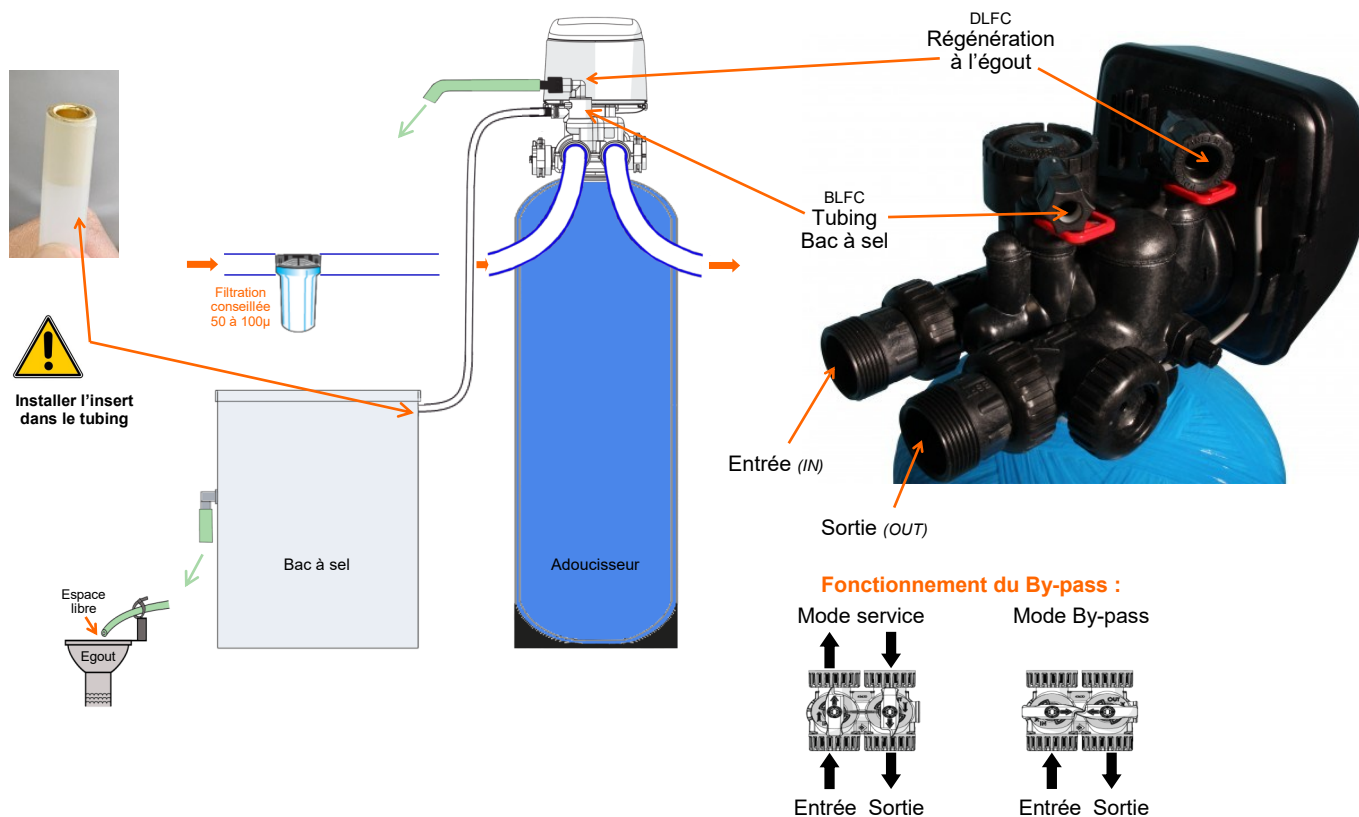 DLFC
Régénération
à l'égout
BLFC
Tubing
Bac à sel
Filtration
conseillée
50 à 100µ
Installer l'insert
dans le tubing
Entrée (IN)
Sortie (OUT)
Bac à sel
Adoucisseur
Espace
libre
Egout
Fonctionnement du By-pass :
Mode service
Mode By-pass
OUT
IN
Entrée Sortie
Entrée Sortie